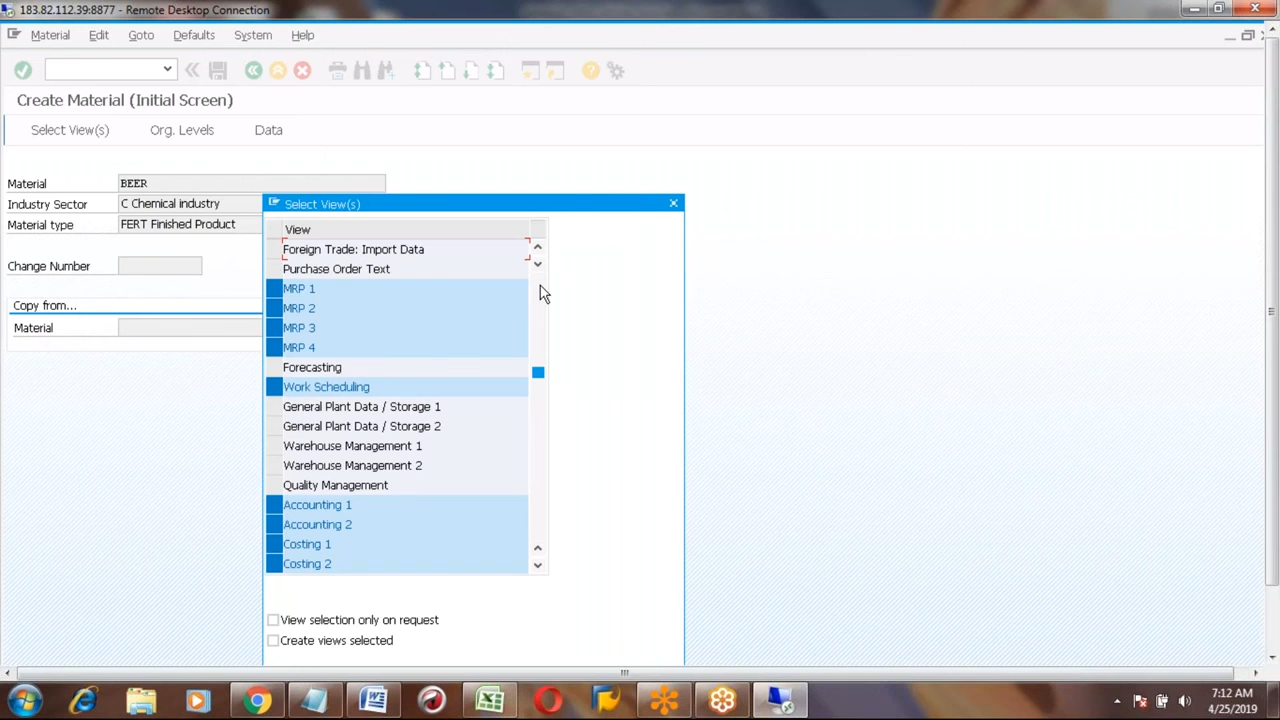 183.82.112.39:8877 - Remote Desktop Connection
Material Edit Goto Defaults System Help
Create Material (Initial Screen)
Select View(s) Org. Levels Data
Material BEER
Industry Sector C Chemical industry
Material type FERT Finished Product
Change Number
Copy from...
Material
Select View(s)
View
Foreign Trade: Import Data
Purchase Order Text
MRP 1
MRP 2
MRP 3
MRP 4
Forecasting
Work Scheduling
General Plant Data / Storage 1
General Plant Data / Storage 2
Warehouse Management 1
Warehouse Management 2
Quality Management
Accounting 1
Accounting 2
Costing 1
Costing 2
View selection only on request
Create views selected
7:12 AM
4/25/2019